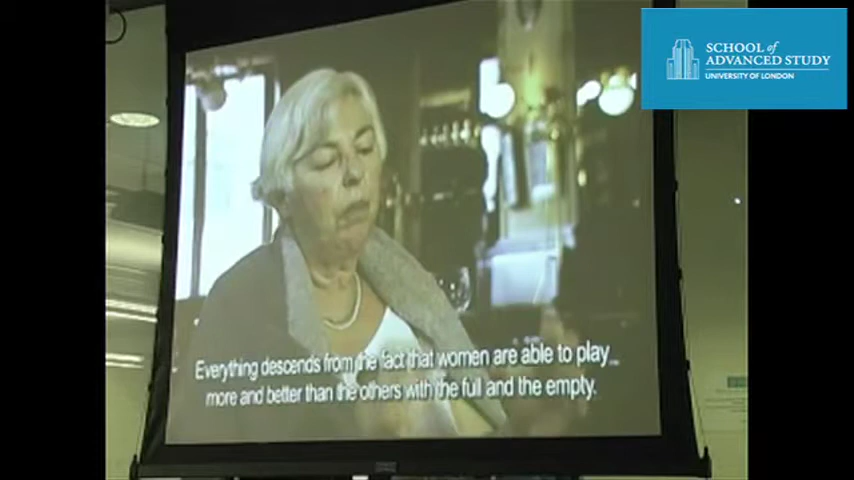 SCHOOL of
ADVANCED STUDY
UNIVERSITY OF LONDON
Everything descends from the fact that women are able to play...
more and better than the others with the full and the empty.